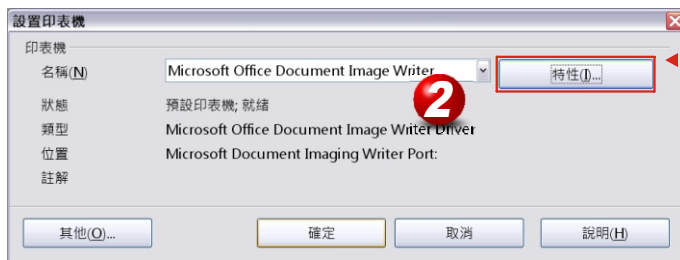 設置印表機
印表機
名稱(N) Microsoft Office Document Image Writer 特性(I)...
2
狀態 預設印表機; 就緒
類型 Microsoft Office Document Image Writer Driver
位置 Microsoft Document Imaging Writer Port:
註解
其他(O)... 確定 取消 說明(H)